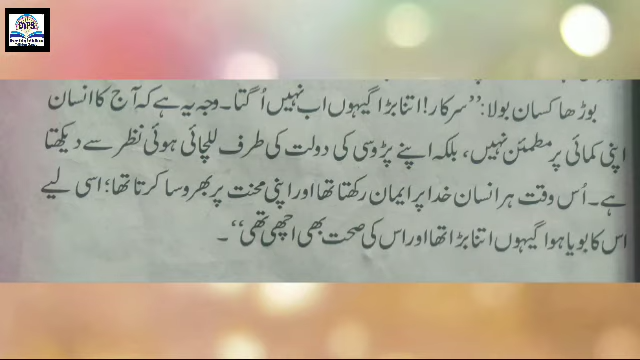 بوڑھا کسان بولا: ”سرکار! اتنا بڑا گیہوں اب نہیں اُگتا۔ وجہ یہ ہے کہ آج کا انسان
اپنی کمائی پر مطمئن نہیں، بلکہ اپنے پڑوسی کی دولت کی طرف للچائی ہوئی نظر سے دیکھتا
ہے۔ اُس وقت ہر انسان خدا پر ایمان رکھتا تھا اور اپنی محنت پر بھروسا کرتا تھا؛ اسی لیے
اس کا بویا ہوا گیہوں اتنا بڑا تھا اور اس کی صحت بھی اچھی تھی“۔